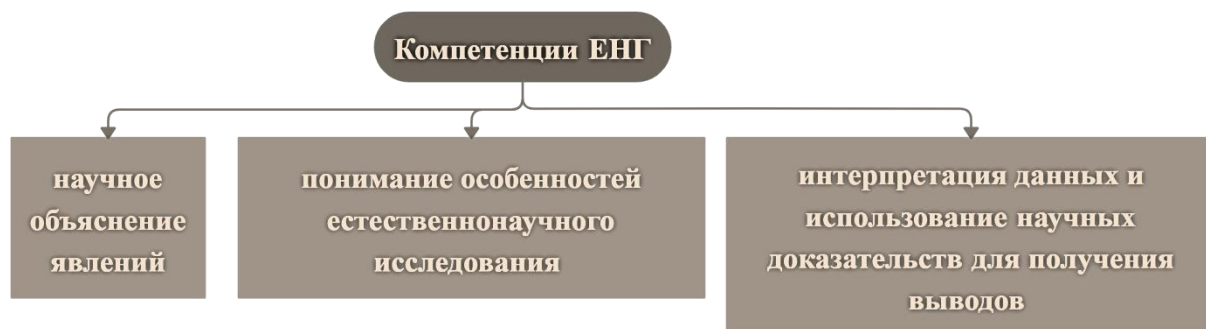 Компетенции ЕНГ
научное
объяснение
явлений
понимание особенностей
естественнонаучного
исследования
интерпретация данных и
использование научных
доказательств для получения
выводов